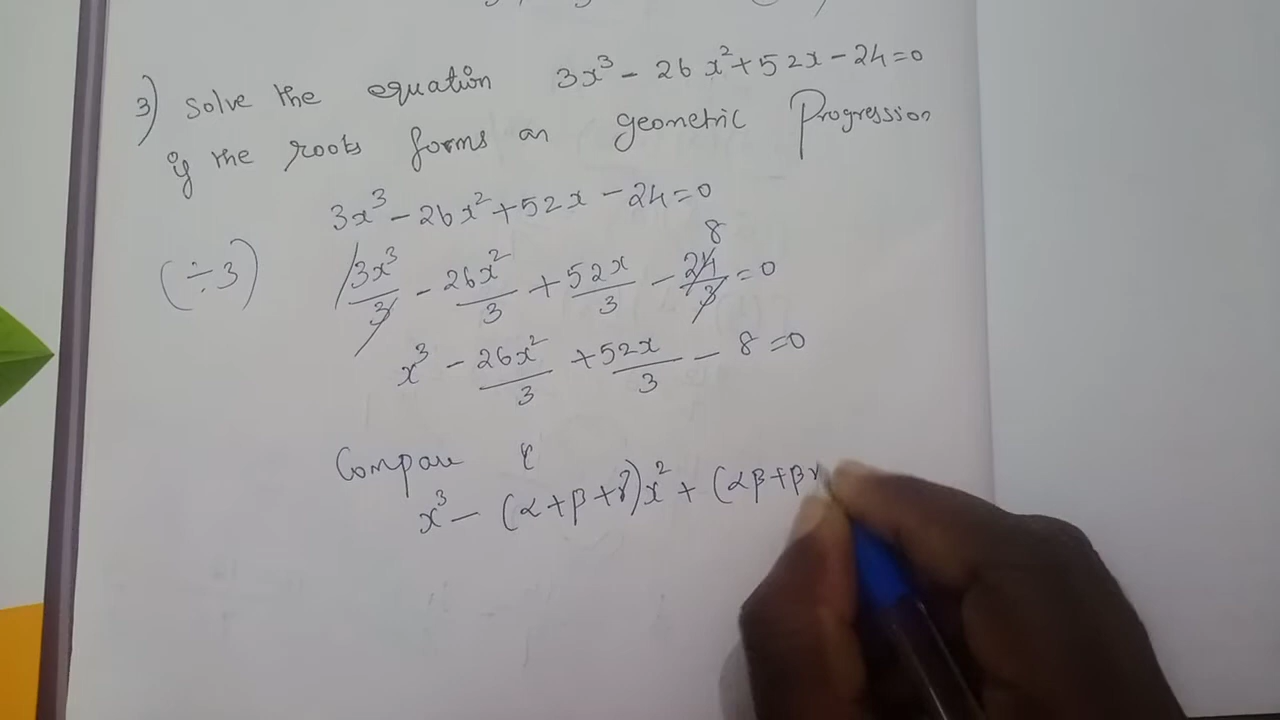 3) Solve the equation 3x³ - 26x² + 52x - 24 = 0
if the roots forms an geometric Progression
3x³ - 26x² + 52x - 24 = 0
(÷3) 3x³/3 - 26x²/3 + 52x/3 - 24/3 = 0 8
x³ - 26x²/3 + 52x/3 - 8 = 0
Compare
x³ - (α+β+γ)x² + (αβ+βγ